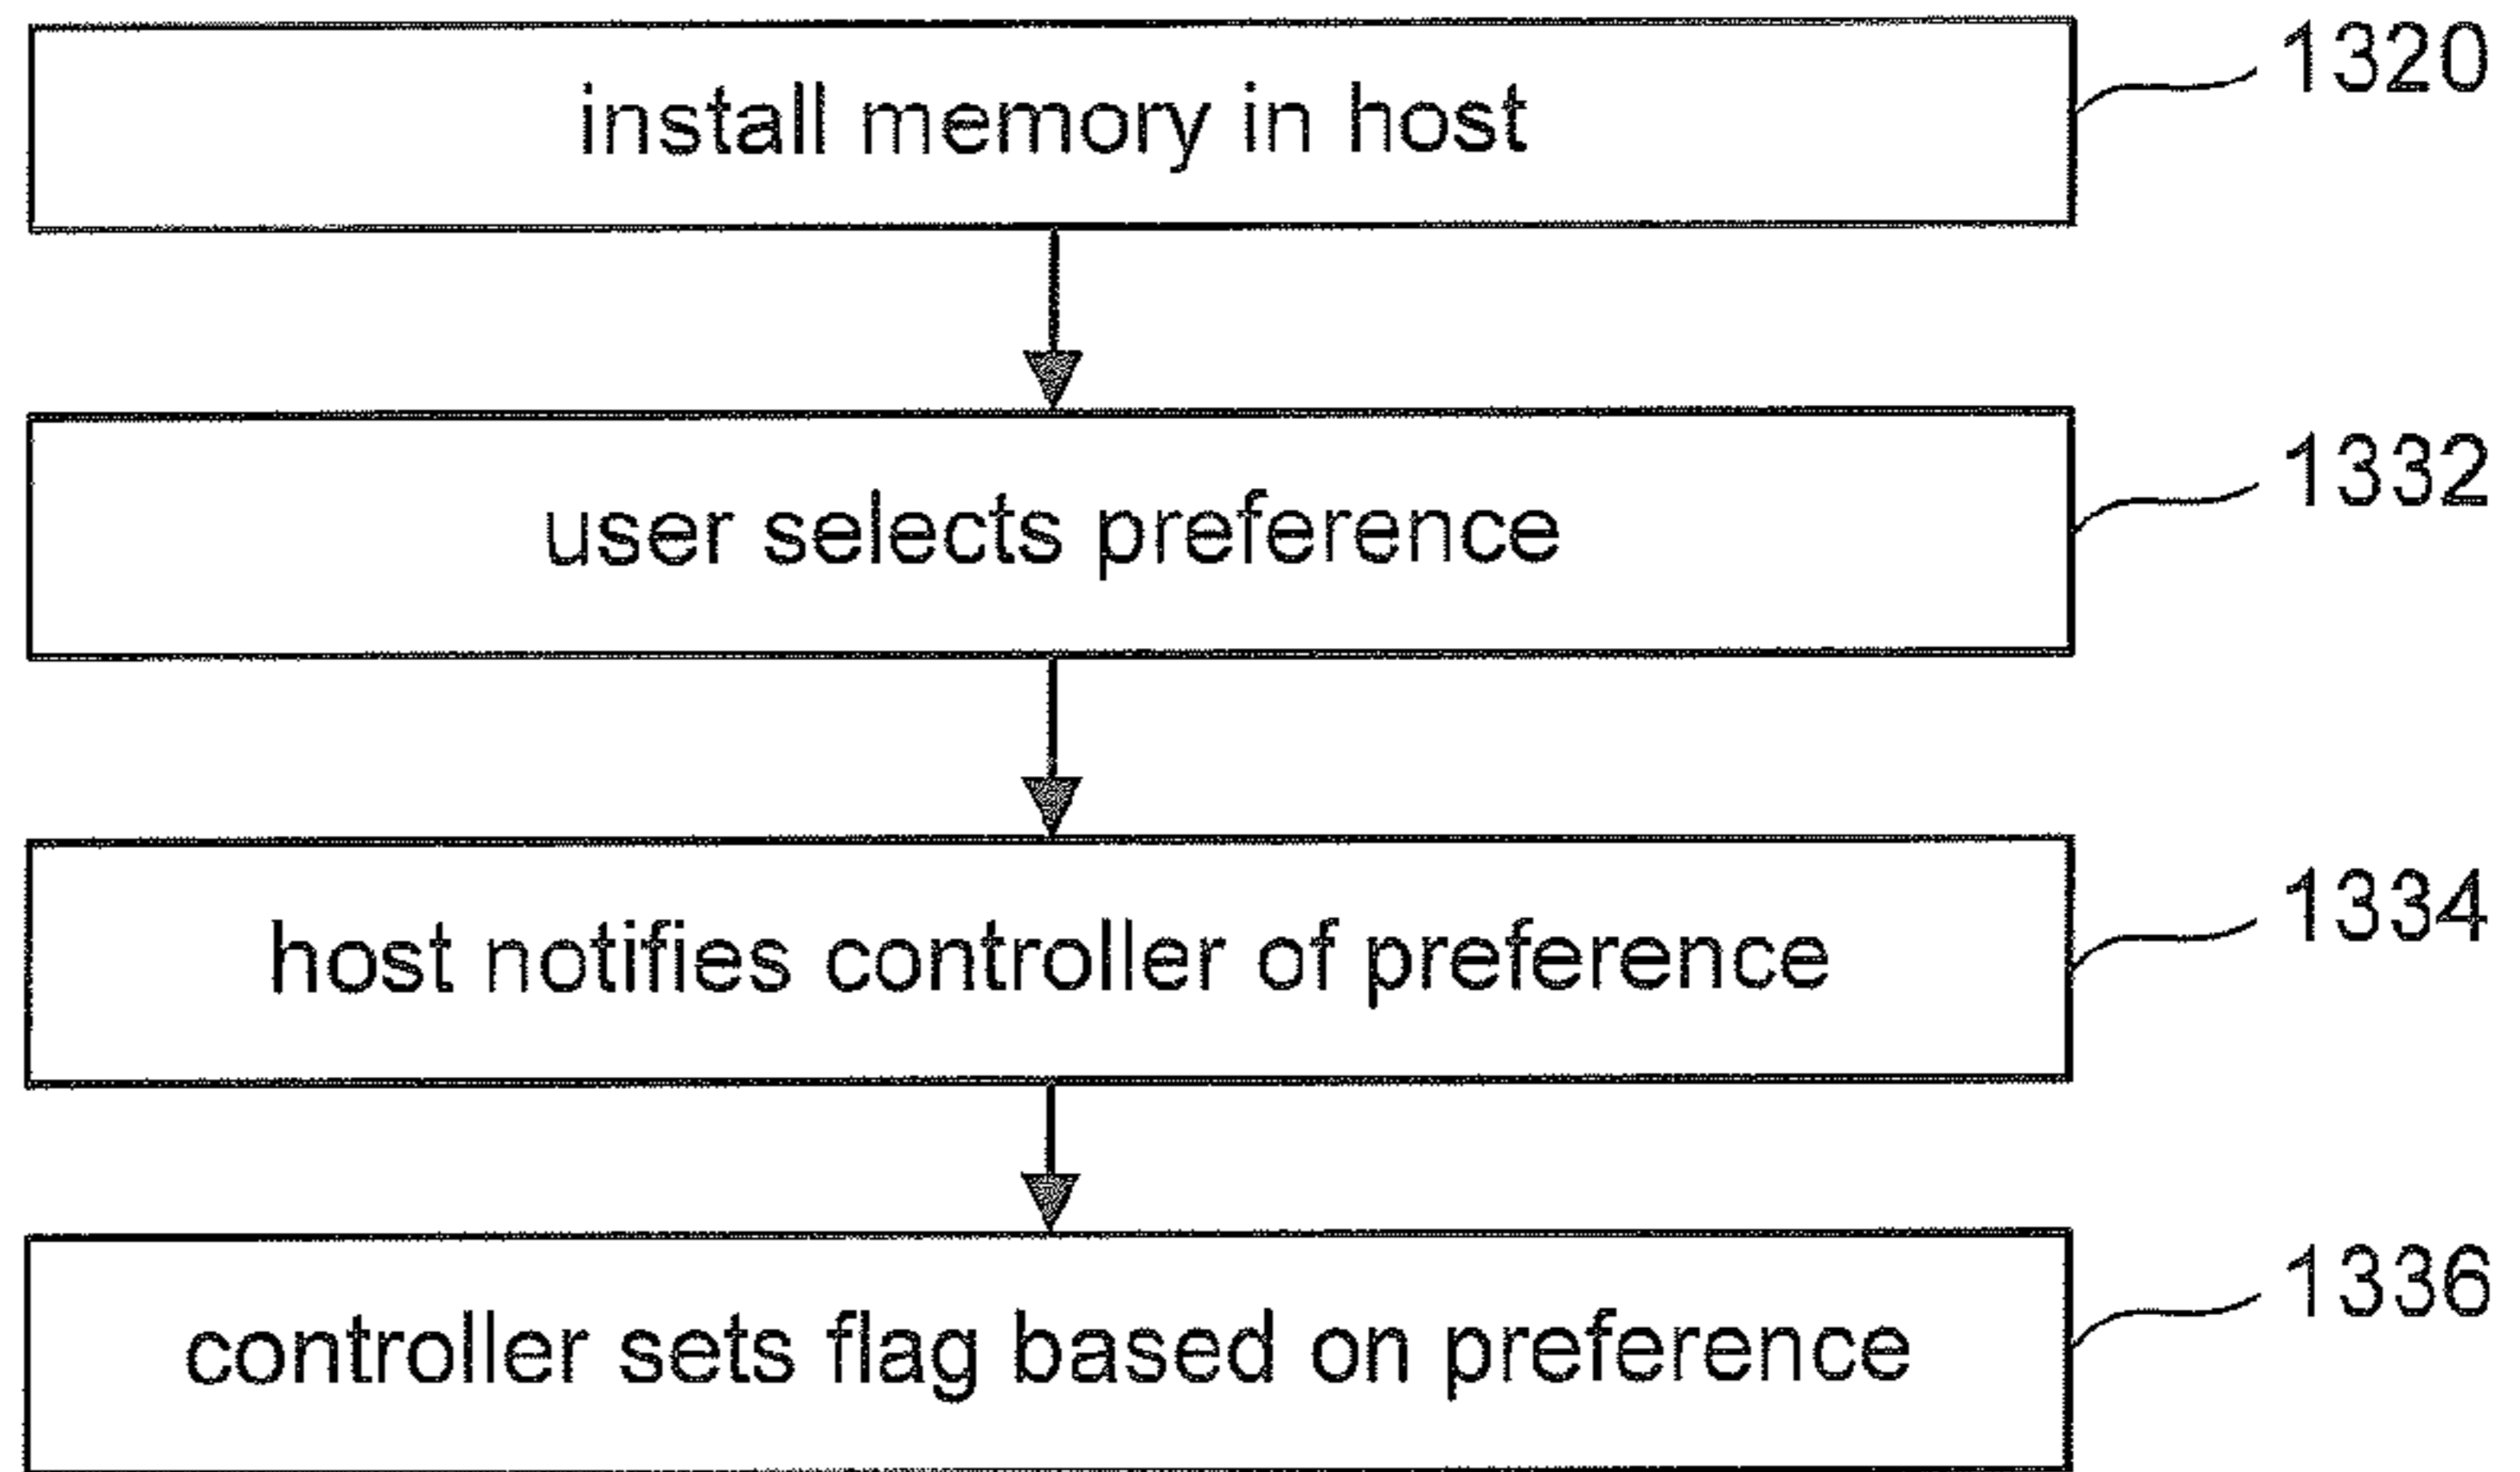 install memory in host
1320
user selects preference
1332
host notifies controller of preference
1334
controller sets flag based on preference
1336